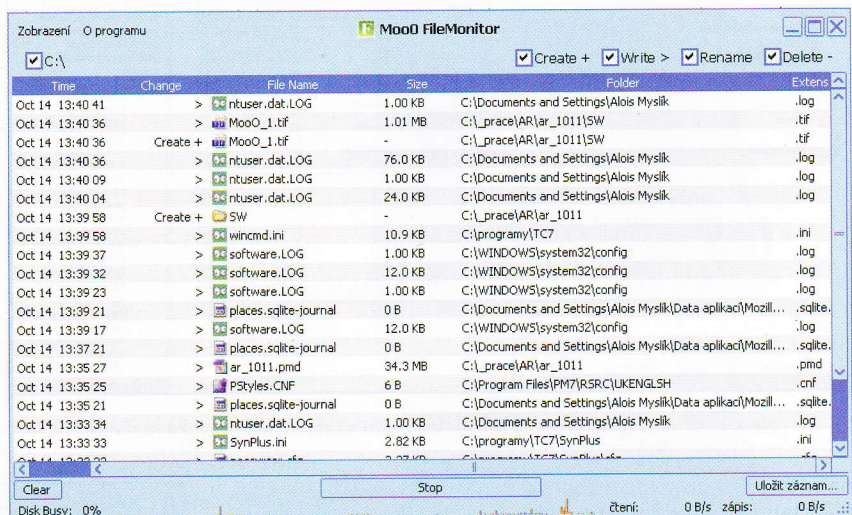 Zobrazení O programu MooO FileMonitor
C:\ Create + Write > Rename Delete -
Time Change File Name Size Folder Extens
Oct 14 13:40 41 > ntuser.dat.LOG 1.00 KB C:\Documents and Settings\Alois Myslík .log
Oct 14 13:40 36 > MooO_1.tif 1.01 MB C:\_prace\AR\ar_1011\SW .tif
Oct 14 13:40 36 Create + MooO_1.tif - C:\_prace\AR\ar_1011\SW .tif
Oct 14 13:40 36 > ntuser.dat.LOG 76.0 KB C:\Documents and Settings\Alois Myslík .log
Oct 14 13:40 09 > ntuser.dat.LOG 1.00 KB C:\Documents and Settings\Alois Myslík .log
Oct 14 13:40 04 > ntuser.dat.LOG 24.0 KB C:\Documents and Settings\Alois Myslík .log
Oct 14 13:39 58 Create + SW - C:\_prace\AR\ar_1011
Oct 14 13:39 58 > wincmd.ini 10.9 KB C:\programy\TC7 .ini
Oct 14 13:39 37 > software.LOG 1.00 KB C:\WINDOWS\system32\config .log
Oct 14 13:39 32 > software.LOG 12.0 KB C:\WINDOWS\system32\config .log
Oct 14 13:39 23 > software.LOG 1.00 KB C:\WINDOWS\system32\config .log
Oct 14 13:39 21 > places.sqlite-journal 0 B C:\Documents and Settings\Alois Myslík\Data aplikací\Mozill... .sqlite.
Oct 14 13:39 17 > software.LOG 12.0 KB C:\WINDOWS\system32\config .log
Oct 14 13:37 21 > places.sqlite-journal 0 B C:\Documents and Settings\Alois Myslík\Data aplikací\Mozill... .sqlite.
Oct 14 13:35 27 > ar_1011.pmd 34.3 MB C:\_prace\AR\ar_1011 .pmd
Oct 14 13:35 25 > PStyles.CNF 6 B C:\Program Files\PM7\RSRC\UKENGLSH .cnf
Oct 14 13:35 21 > places.sqlite-journal 0 B C:\Documents and Settings\Alois Myslík\Data aplikací\Mozill... .sqlite.
Oct 14 13:33 34 > ntuser.dat.LOG 1.00 KB C:\Documents and Settings\Alois Myslík .log
Oct 14 13:33 33 > SynPlus.ini 2.82 KB C:\programy\TC7\SynPlus .ini
Clear Stop Uložit záznam...
Disk Busy: 0% čtení: 0 B/s zápis: 0 B/s